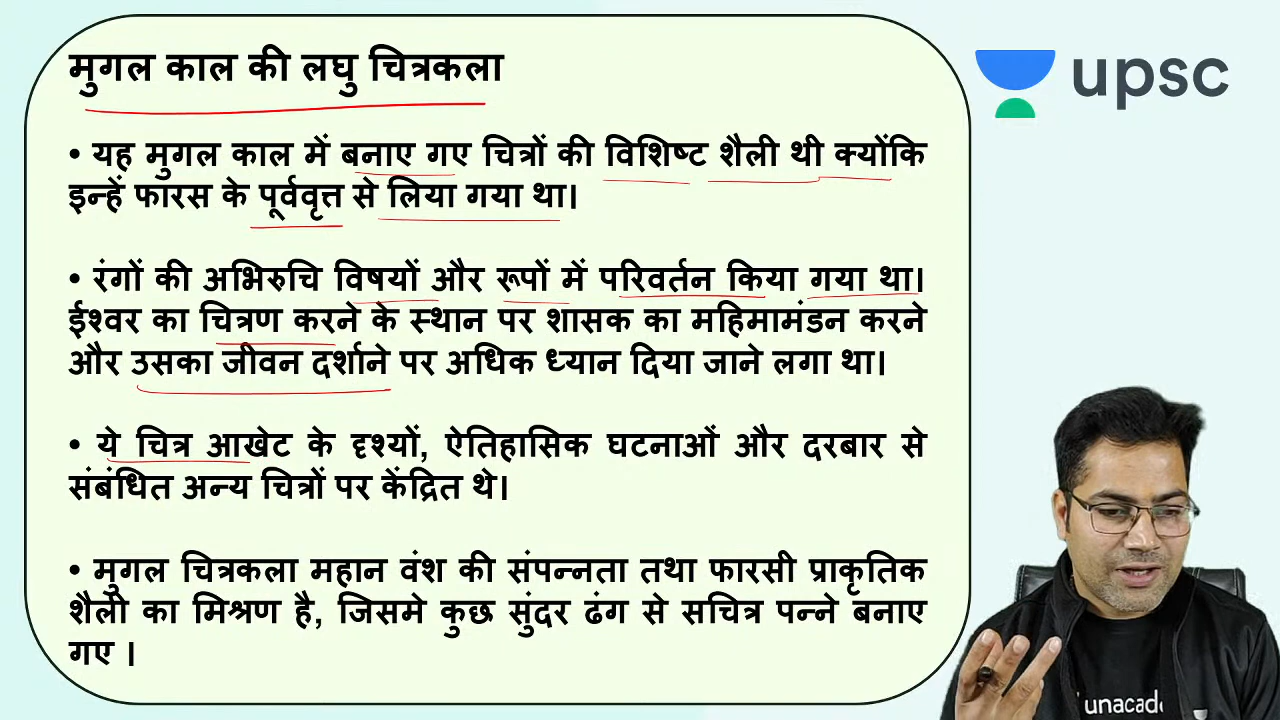 मुगल काल की लघु चित्रकला
upsc
• यह मुगल काल में बनाए गए चित्रों की विशिष्ट शैली थी क्योंकि
इन्हें फारस के पूर्ववृत्त से लिया गया था।
• रंगों की अभिरुचि विषयों और रूपों में परिवर्तन किया गया था।
ईश्वर का चित्रण करने के स्थान पर शासक का महिमामंडन करने
और उसका जीवन दर्शाने पर अधिक ध्यान दिया जाने लगा था।
• ये चित्र आखेट के दृश्यों, ऐतिहासिक घटनाओं और दरबार से
संबंधित अन्य चित्रों पर केंद्रित थे।
• मुगल चित्रकला महान वंश की संपन्नता तथा फारसी प्राकृतिक
शैली का मिश्रण है, जिसमे कुछ सुंदर ढंग से सचित्र पन्ने बनाए
गए ।